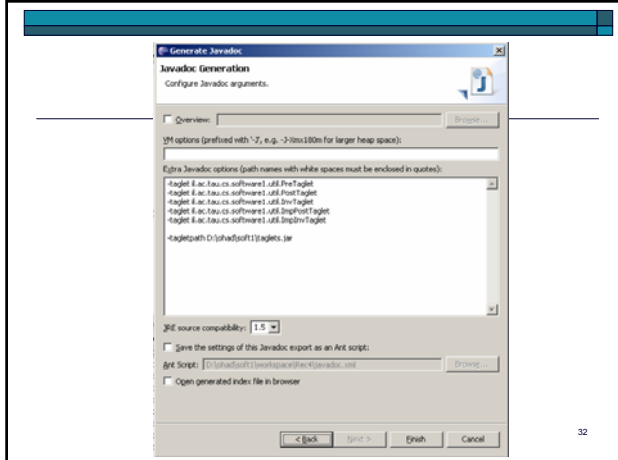 Generate Javadoc
Javadoc Generation
Configure Javadoc arguments.
Overview:
Browse...
VM options (prefixed with '-J', e.g. -J-Xmx180m for larger heap space):
Extra Javadoc options (path names with white spaces must be enclosed in quotes):
-taglet il.ac.tau.cs.software1.util.PreTaglet
-taglet il.ac.tau.cs.software1.util.PostTaglet
-taglet il.ac.tau.cs.software1.util.InvTaglet
-taglet il.ac.tau.cs.software1.util.ImpPostTaglet
-taglet il.ac.tau.cs.software1.util.ImpInvTaglet
-tagletpath D:\ohad\soft1\taglets.jar
JRE source compatibility: 1.5
Save the settings of this Javadoc export as an Ant script:
Ant Script: D:\ohad\soft1\workspace\Rec4\javadoc.xml
Browse...
Open generated index file in browser
< Back
Next >
Finish
Cancel
32